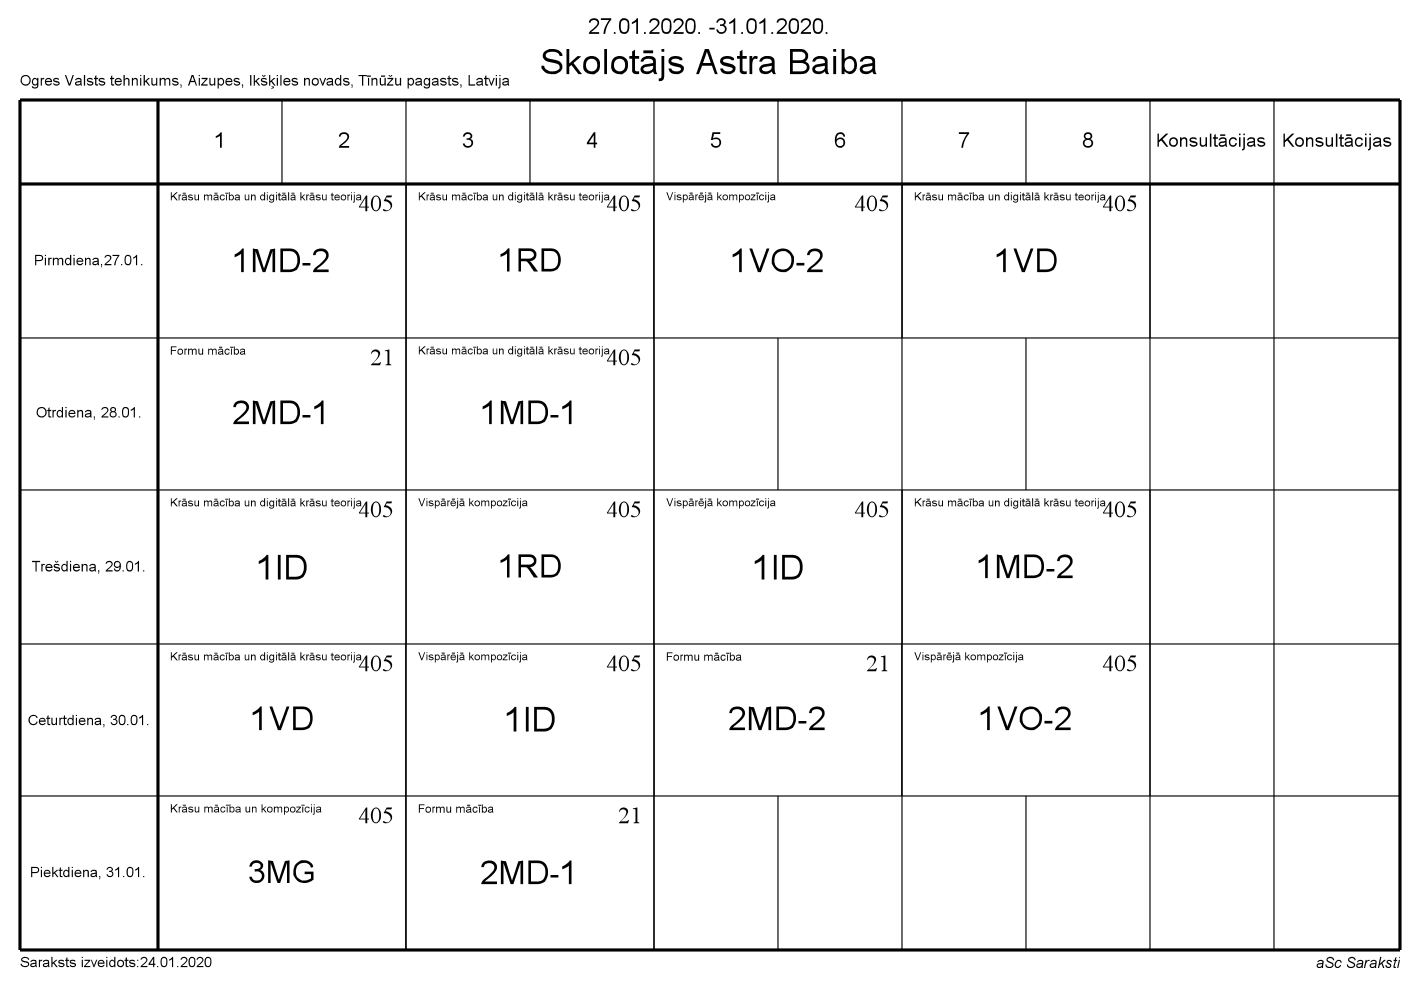 27.01.2020. -31.01.2020.
Skolotājs Astra Baiba
Ogres Valsts tehnikums, Aizupes, Ikšķiles novads, Tīnūžu pagasts, Latvija
1 2 3 4 5 6 7 8 Konsultācijas Konsultācijas
Krāsu mācība un digitālā krāsu teorija 405 Krāsu mācība un digitālā krāsu teorija 405 Vispārējā kompozīcija 405 Krāsu mācība un digitālā krāsu teorija 405
Pirmdiena,27.01. 1MD-2 1RD 1VO-2 1VD
Formu mācība 21 Krāsu mācība un digitālā krāsu teorija 405
Otrdiena, 28.01. 2MD-1 1MD-1
Krāsu mācība un digitālā krāsu teorija 405 Vispārējā kompozīcija 405 Vispārējā kompozīcija 405 Krāsu mācība un digitālā krāsu teorija 405
Trešdiena, 29.01. 1ID 1RD 1ID 1MD-2
Krāsu mācība un digitālā krāsu teorija 405 Vispārējā kompozīcija 405 Formu mācība 21 Vispārējā kompozīcija 405
Ceturtdiena, 30.01. 1VD 1ID 2MD-2 1VO-2
Krāsu mācība un kompozīcija 405 Formu mācība 21
Piektdiena, 31.01. 3MG 2MD-1
Saraksts izveidots:24.01.2020 aSc Saraksti